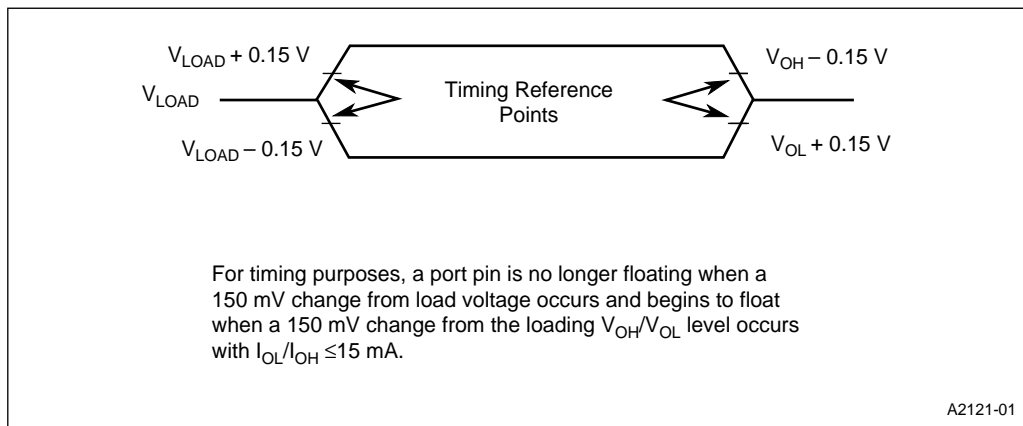 V_LOAD + 0.15 V
V_OH – 0.15 V
V_LOAD
Timing Reference
Points
V_LOAD – 0.15 V
V_OL + 0.15 V
For timing purposes, a port pin is no longer floating when a
150 mV change from load voltage occurs and begins to float
when a 150 mV change from the loading V_OH/V_OL level occurs
with I_OL/I_OH ≤15 mA.
A2121-01